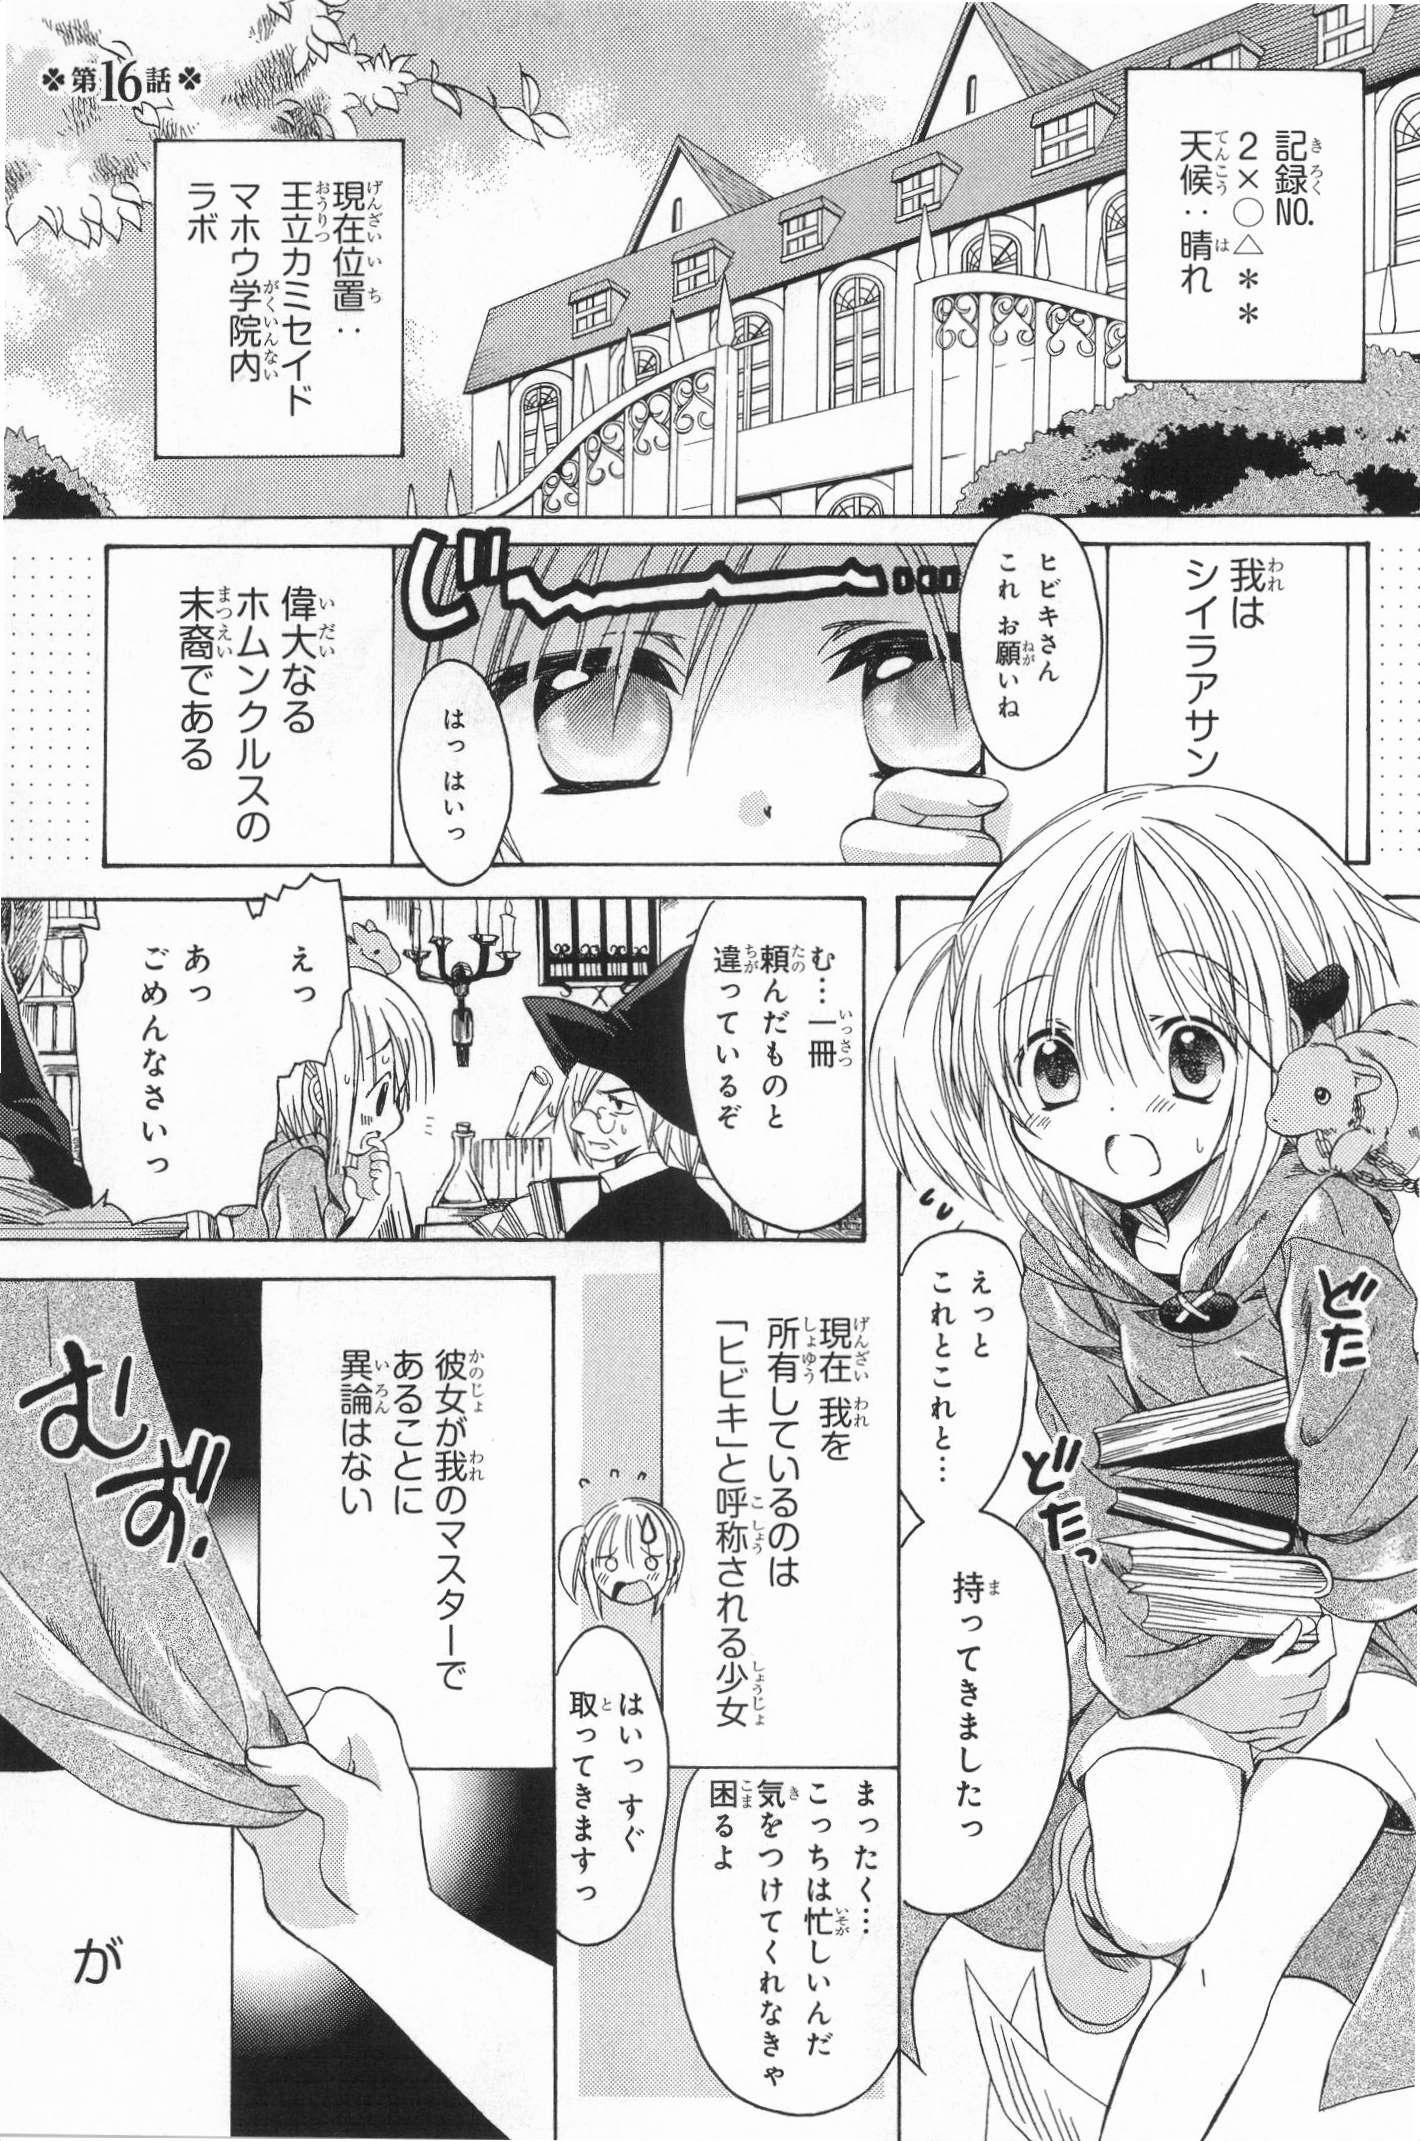 第16話
記録NO.
2×○△＊＊
天候：晴れ
現在位置：
王立カミセイド
マホウ学院内
ラボ
我は
シイラアサン
ヒビキさん
これ お願いね
じーー
はっ はいっ
偉大なる
ホムンクルスの
末裔である
えっと
これとこれと…
どた
どたっ
持ってきましたっ
む…一冊
頼んだものと
違っているぞ
えっ
あっ
ごめんなさいっ
現在 我を
所有しているのは
「ヒビキ」と呼称される少女
まったく…
こっちは忙しいんだ
気をつけてくれなきゃ
困るよ
はいっ すぐ
取ってきますっ
彼女が我のマスターで
あることに
異論はない
むずっ
が